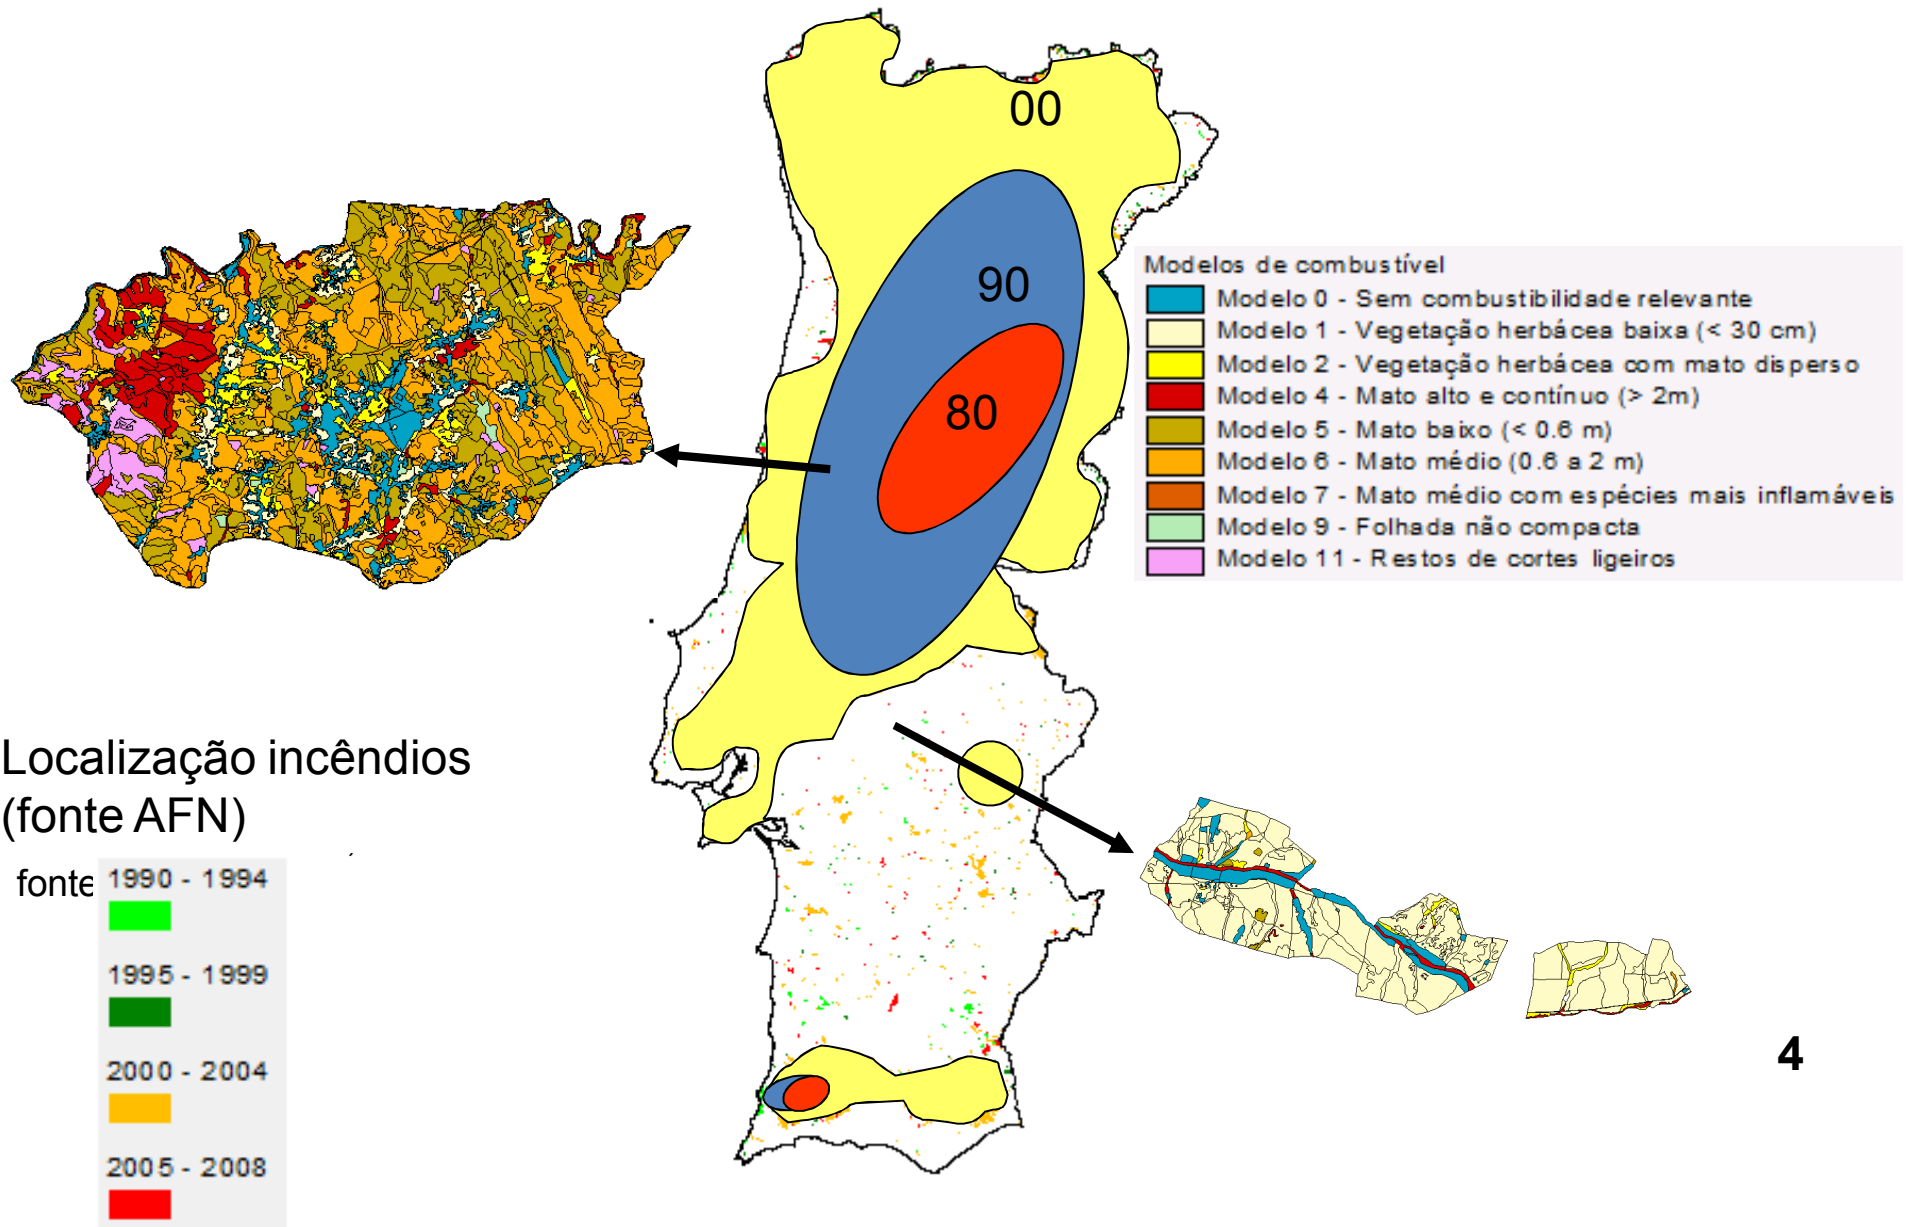 00
90
80
Modelos de combustível
Modelo 0 - Sem combustibilidade relevante
Modelo 1 - Vegetação herbácea baixa (< 30 cm)
Modelo 2 - Vegetação herbácea com mato disperso
Modelo 4 - Mato alto e contínuo (> 2m)
Modelo 5 - Mato baixo (< 0.6 m)
Modelo 6 - Mato médio (0.6 a 2 m)
Modelo 7 - Mato médio com espécies mais inflamáveis
Modelo 9 - Folhada não compacta
Modelo 11 - Restos de cortes ligeiros
Localização incêndios
(fonte AFN)
fonte
1990 - 1994
1995 - 1999
2000 - 2004
2005 - 2008
4